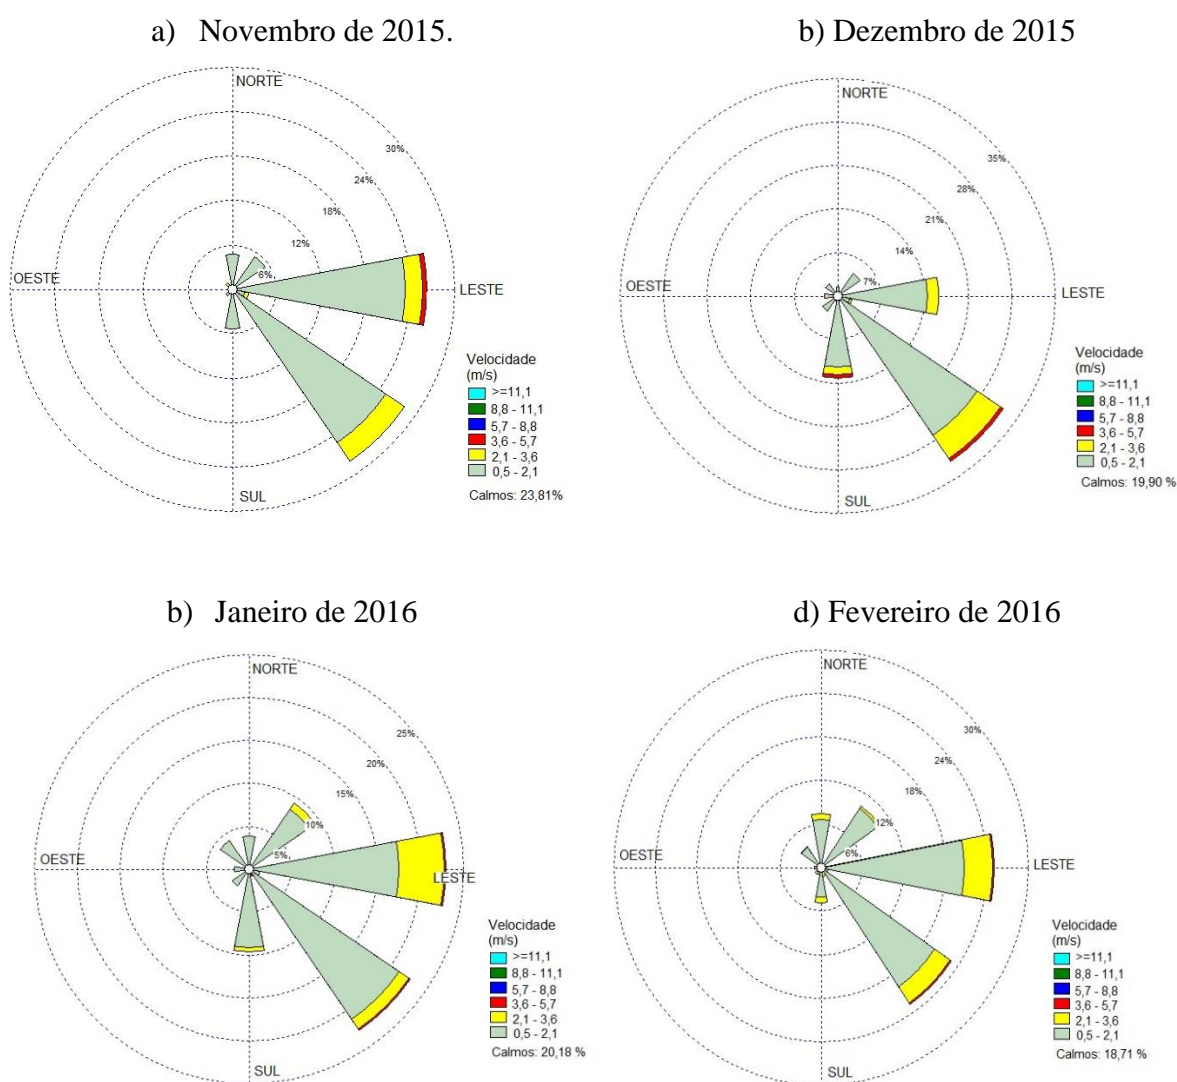 a) Novembro de 2015.
NORTE
30%
24%
18%
12%
6%
OESTE
LESTE
SUL
Velocidade
(m/s)
>=11,1
8,8 - 11,1
5,7 - 8,8
3,6 - 5,7
2,1 - 3,6
0,5 - 2,1
Calmos: 23,81%
b) Dezembro de 2015
NORTE
35%
28%
21%
14%
7%
OESTE
LESTE
SUL
Velocidade
(m/s)
>=11,1
8,8 - 11,1
5,7 - 8,8
3,6 - 5,7
2,1 - 3,6
0,5 - 2,1
Calmos: 19,90 %
b) Janeiro de 2016
NORTE
25%
20%
15%
10%
5%
OESTE
LESTE
SUL
Velocidade
(m/s)
>=11,1
8,8 - 11,1
5,7 - 8,8
3,6 - 5,7
2,1 - 3,6
0,5 - 2,1
Calmos: 20,18 %
d) Fevereiro de 2016
NORTE
30%
24%
18%
12%
6%
OESTE
LESTE
SUL
Velocidade
(m/s)
>=11,1
8,8 - 11,1
5,7 - 8,8
3,6 - 5,7
2,1 - 3,6
0,5 - 2,1
Calmos: 18,71 %